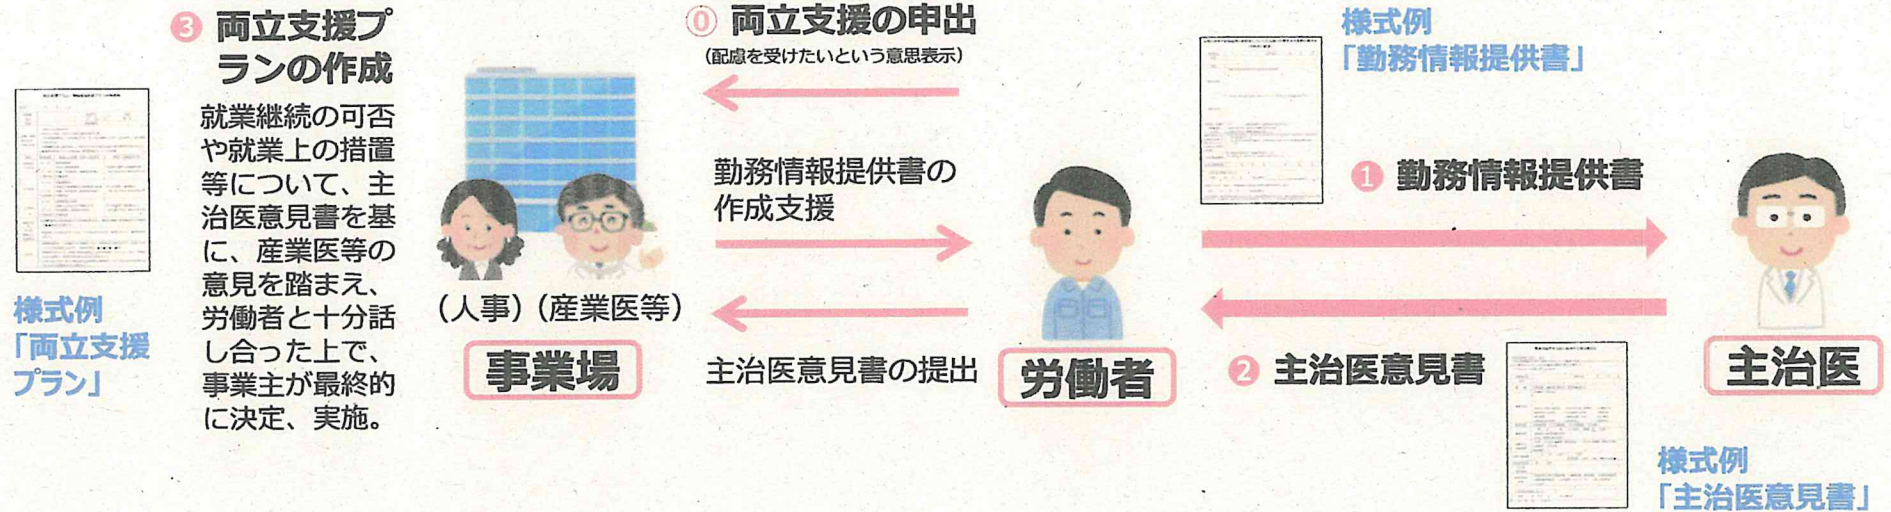 ❸ 両立支援プ
ランの作成
就業継続の可否
や就業上の措置
等について、主
治医意見書を基
に、産業医等の
意見を踏まえ、
労働者と十分話
し合った上で、
事業主が最終的
に決定、実施。
様式例
「両立支援
プラン」
⓪ 両立支援の申出
(配慮を受けたいという意思表示)
勤務情報提供書の
作成支援
(人事)(産業医等)
事業場
主治医意見書の提出
労働者
様式例
「勤務情報提供書」
❶ 勤務情報提供書
❷ 主治医意見書
主治医
様式例
「主治医意見書」